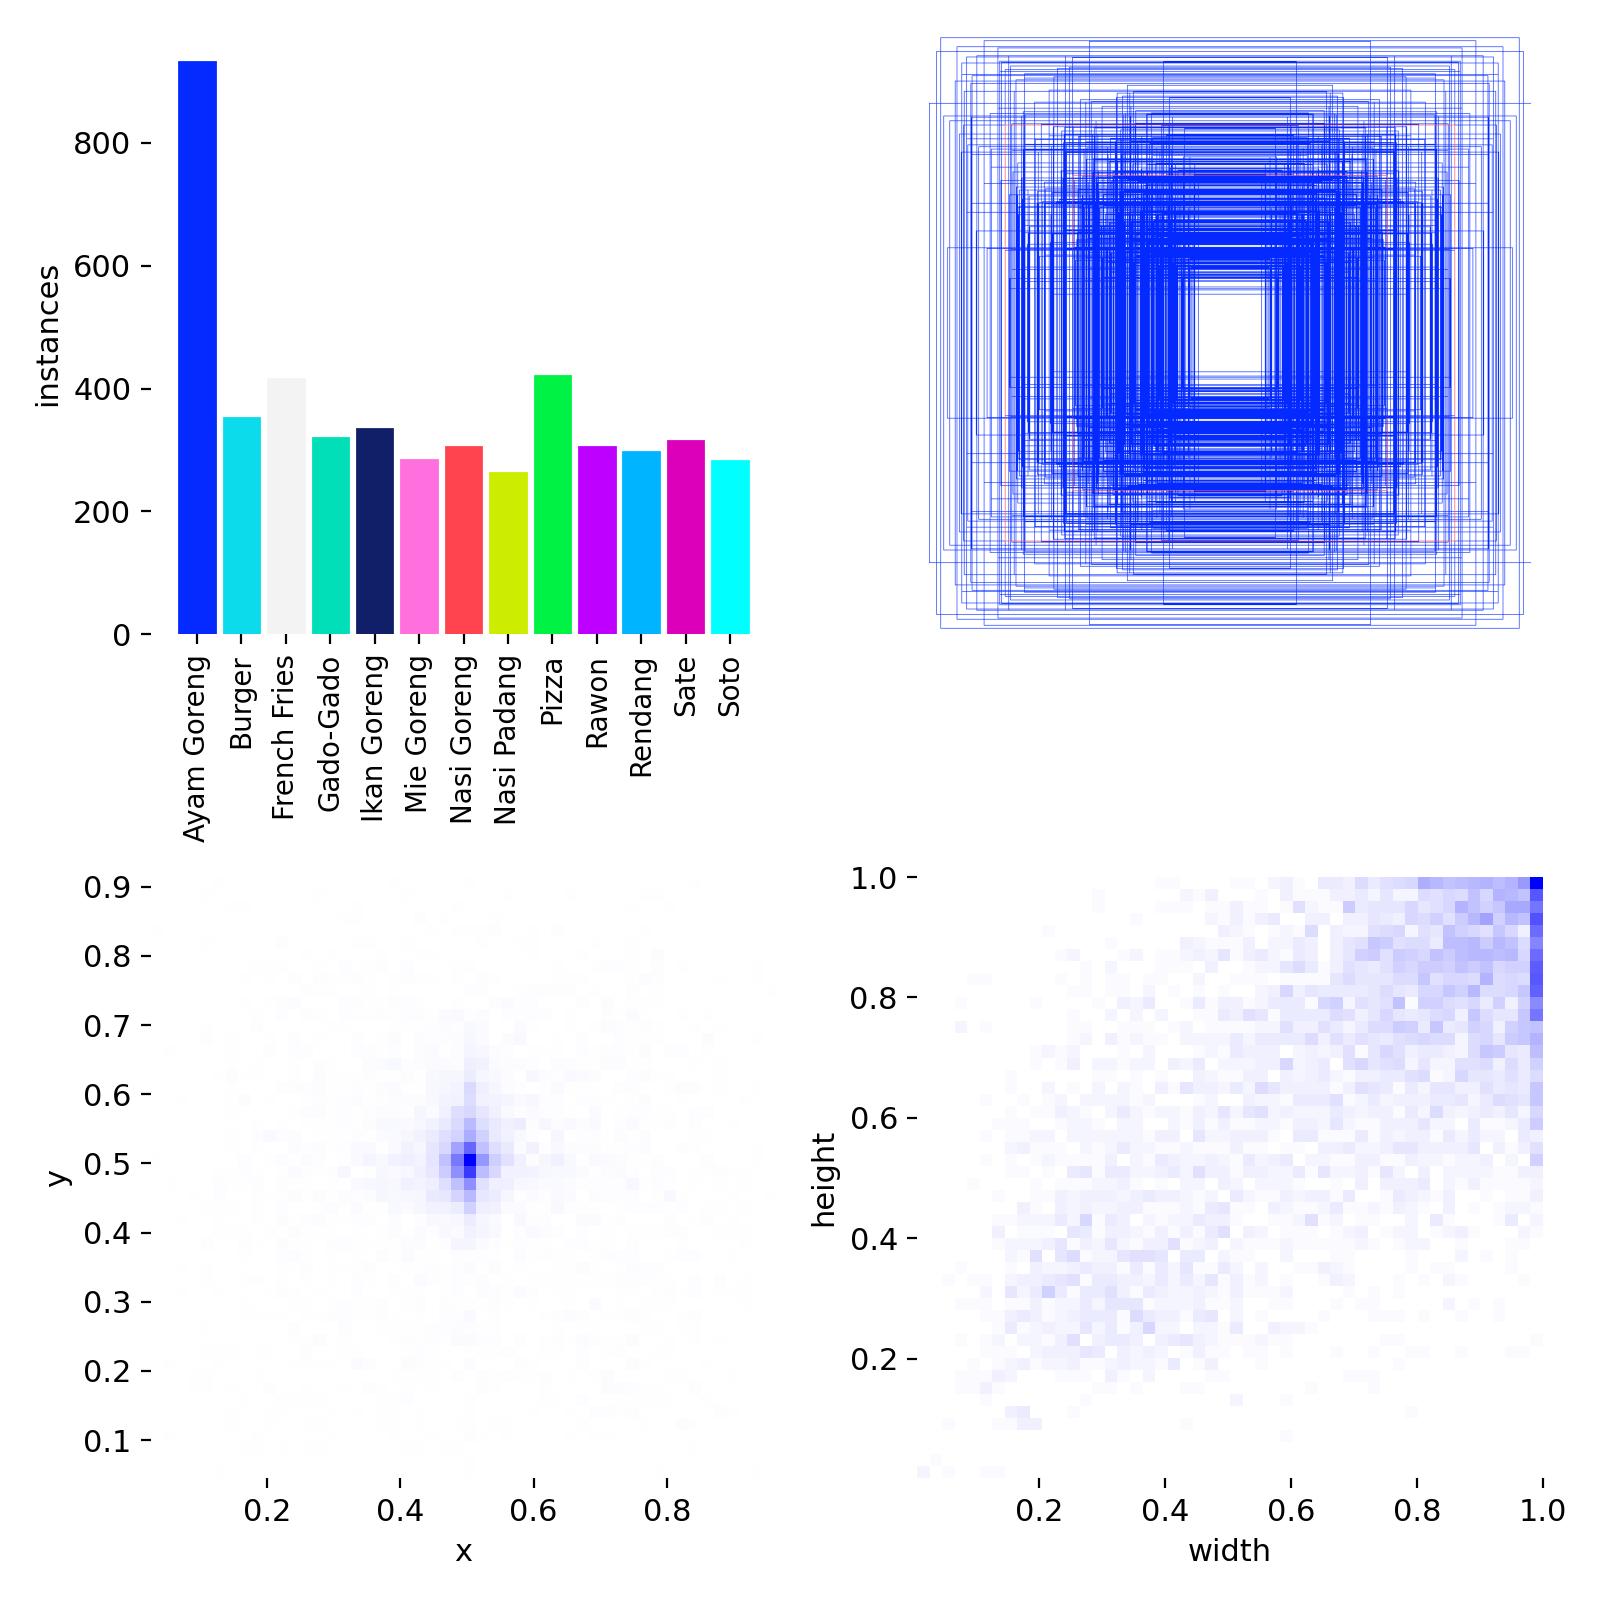 800
600
400
200
0
instances
Ayam Goreng
Burger
French Fries
Gado-Gado
Ikan Goreng
Mie Goreng
Nasi Goreng
Nasi Padang
Pizza
Rawon
Rendang
Sate
Soto
0.9
0.8
0.7
0.6
0.5
0.4
0.3
0.2
0.1
y
0.2
0.4
0.6
0.8
x
1.0
0.8
0.6
0.4
0.2
height
0.2
0.4
0.6
0.8
1.0
width